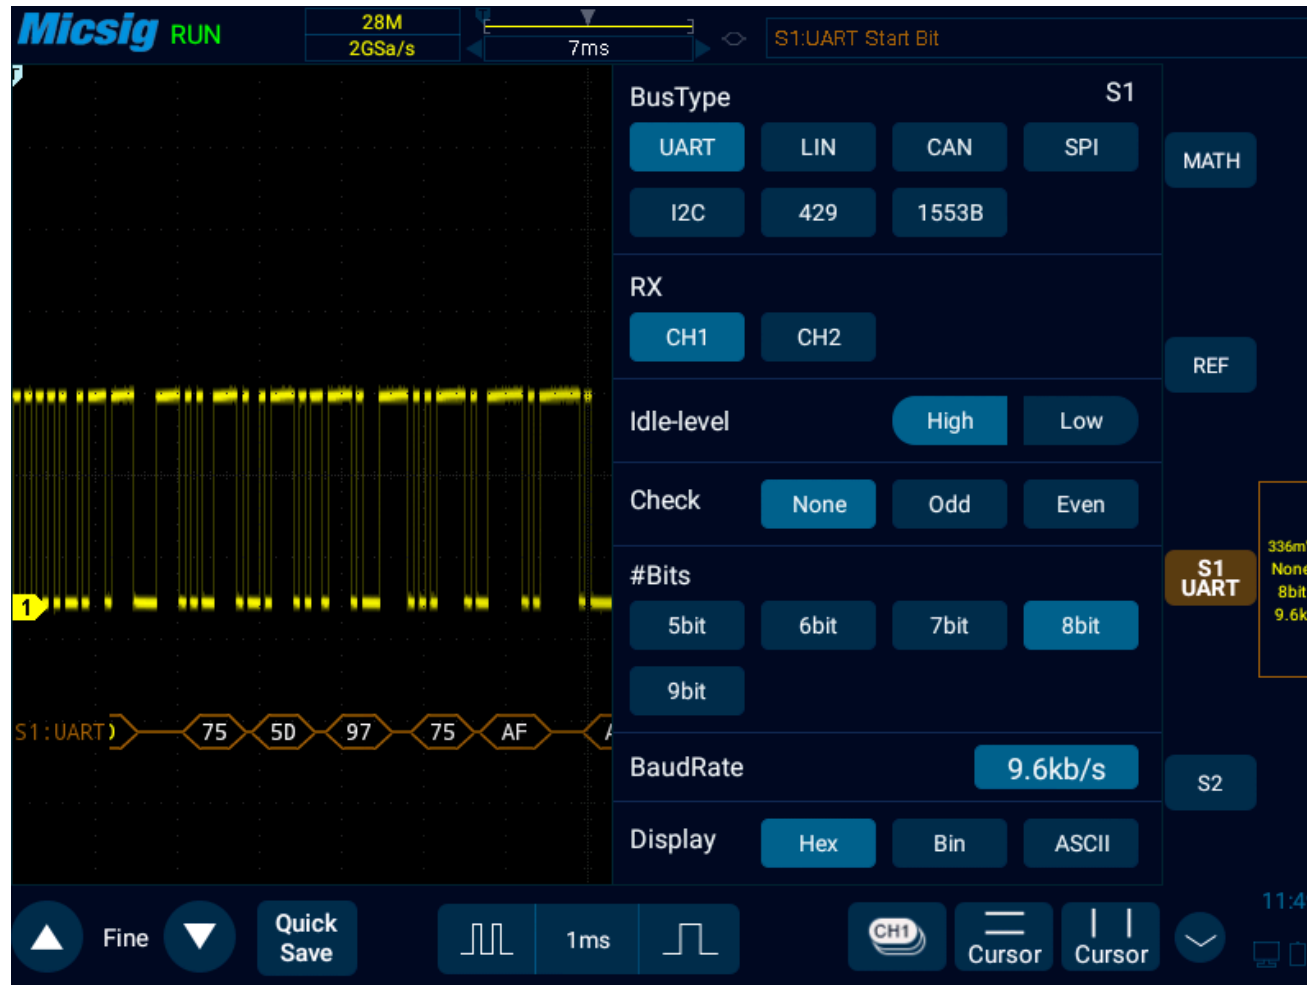 Micsig RUN
28M
2GSa/s
T
7ms
S1:UART Start Bit
T
BusType S1
UART LIN CAN SPI
I2C 429 1553B
MATH
RX
CH1 CH2
REF
Idle-level High Low
Check None Odd Even
#Bits
5bit 6bit 7bit 8bit
9bit
S1
UART
336m
None
8bit
9.6k
1
S1:UART 75 5D 97 75 AF
BaudRate 9.6kb/s
S2
Display Hex Bin ASCII
Fine
Quick
Save
1ms
CH1
Cursor
Cursor
11:4